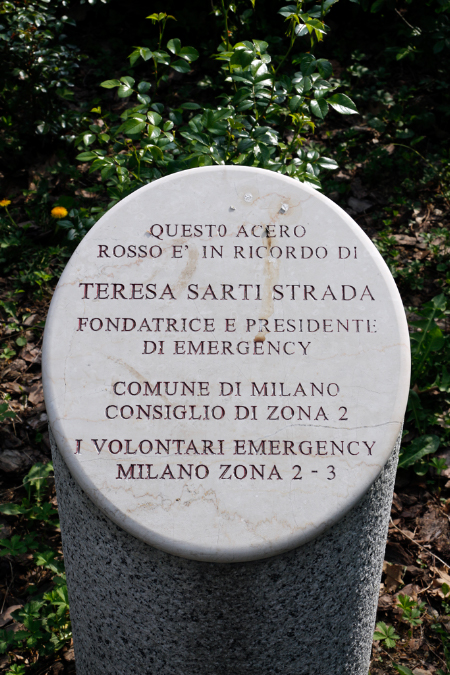 QUESTO ACERO
ROSSO E' IN RICORDO DI
TERESA SARTI STRADA
FONDATRICE E PRESIDENTE
DI EMERGENCY
COMUNE DI MILANO
CONSIGLIO DI ZONA 2
I VOLONTARI EMERGENCY
MILANO ZONA 2 - 3